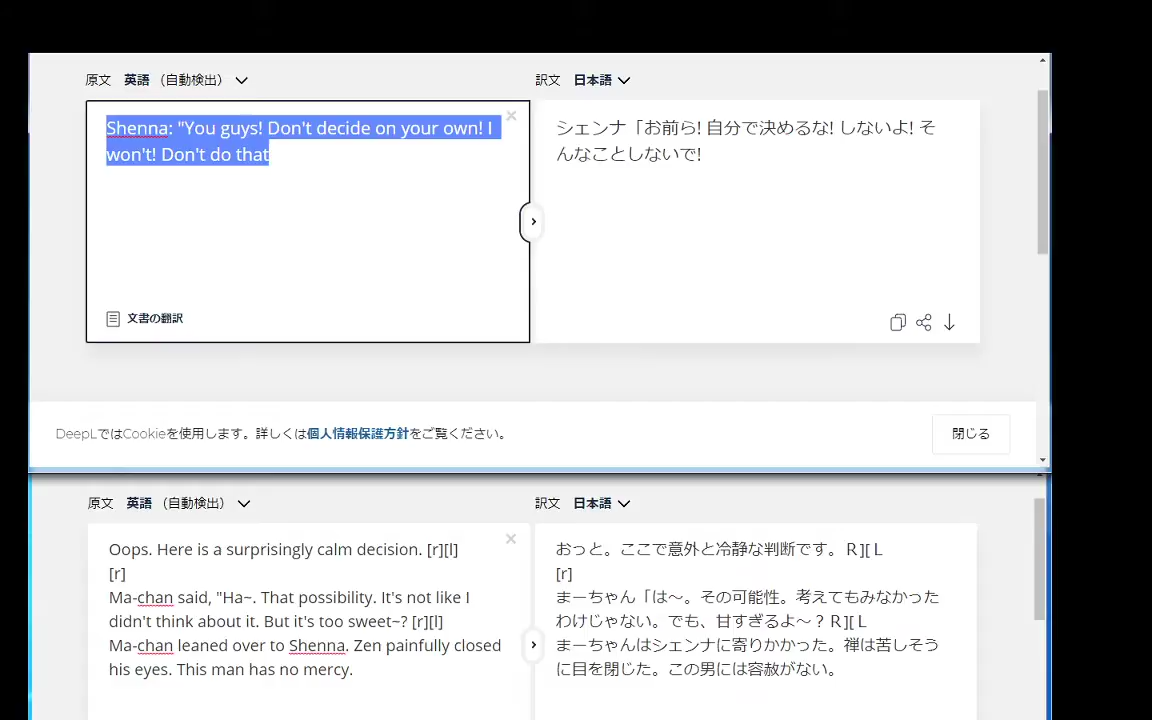 原文 英語 (自動検出)
訳文 日本語
Shenna: "You guys! Don't decide on your own! I
won't! Don't do that
シェンナ「お前ら! 自分で決めるな! しないよ! そ
んなことしないで!
文書の翻訳
DeepLではCookieを使用します。詳しくは個人情報保護方針をご覧ください。
閉じる
原文 英語 (自動検出)
訳文 日本語
Oops. Here is a surprisingly calm decision. [r][l]
[r]
Ma-chan said, "Ha~. That possibility. It's not like I
didn't think about it. But it's too sweet~? [r][l]
Ma-chan leaned over to Shenna. Zen painfully closed
his eyes. This man has no mercy.
おっと。ここで意外と冷静な判断です。Ｒ][Ｌ
[r]
まーちゃん「は～。その可能性。考えてもみなかった
わけじゃない。でも、甘すぎるよ～？Ｒ][Ｌ
まーちゃんはシェンナに寄りかかった。禅は苦しそう
に目を閉じた。この男には容赦がない。